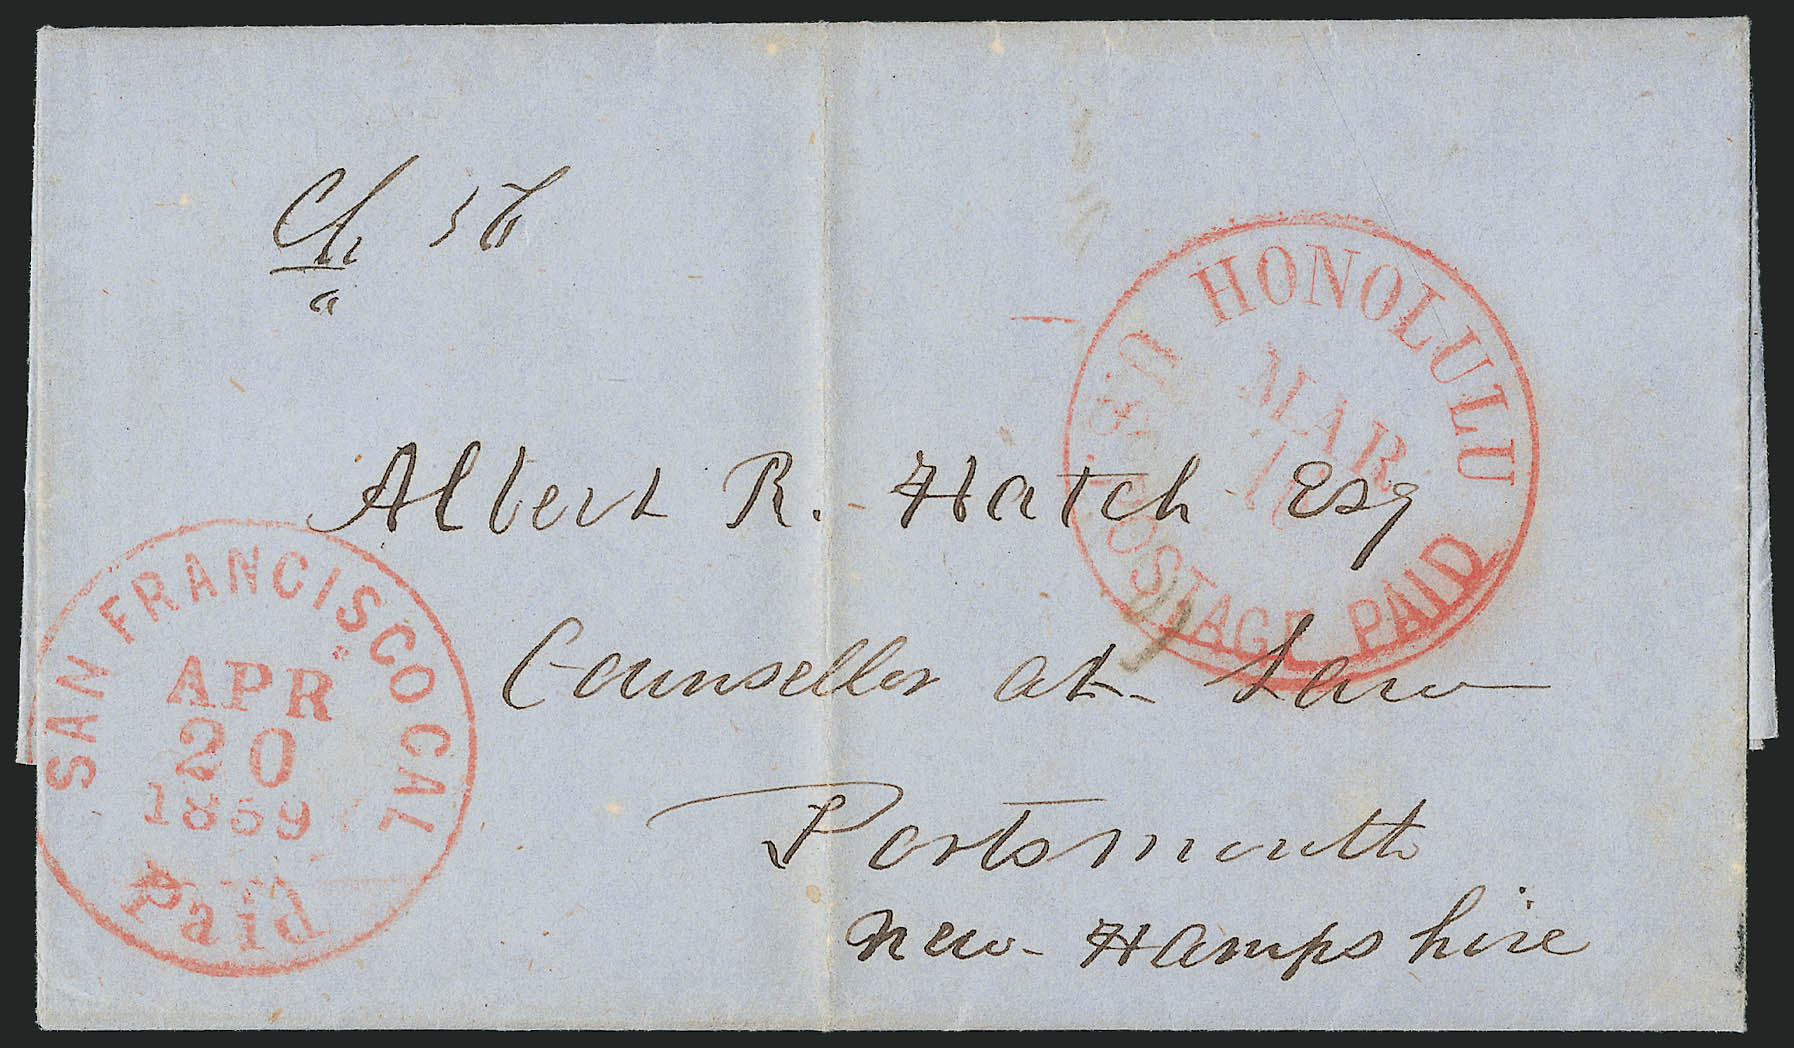 Ch
a
HONOLULU
U.S.
MAR
POSTAGE PAID
Albert R. Hatch Esq
Counsellor at Law
Portsmouth
New-Hampshire
SAN FRANCISCO CAL
APR
20
1859
Paid